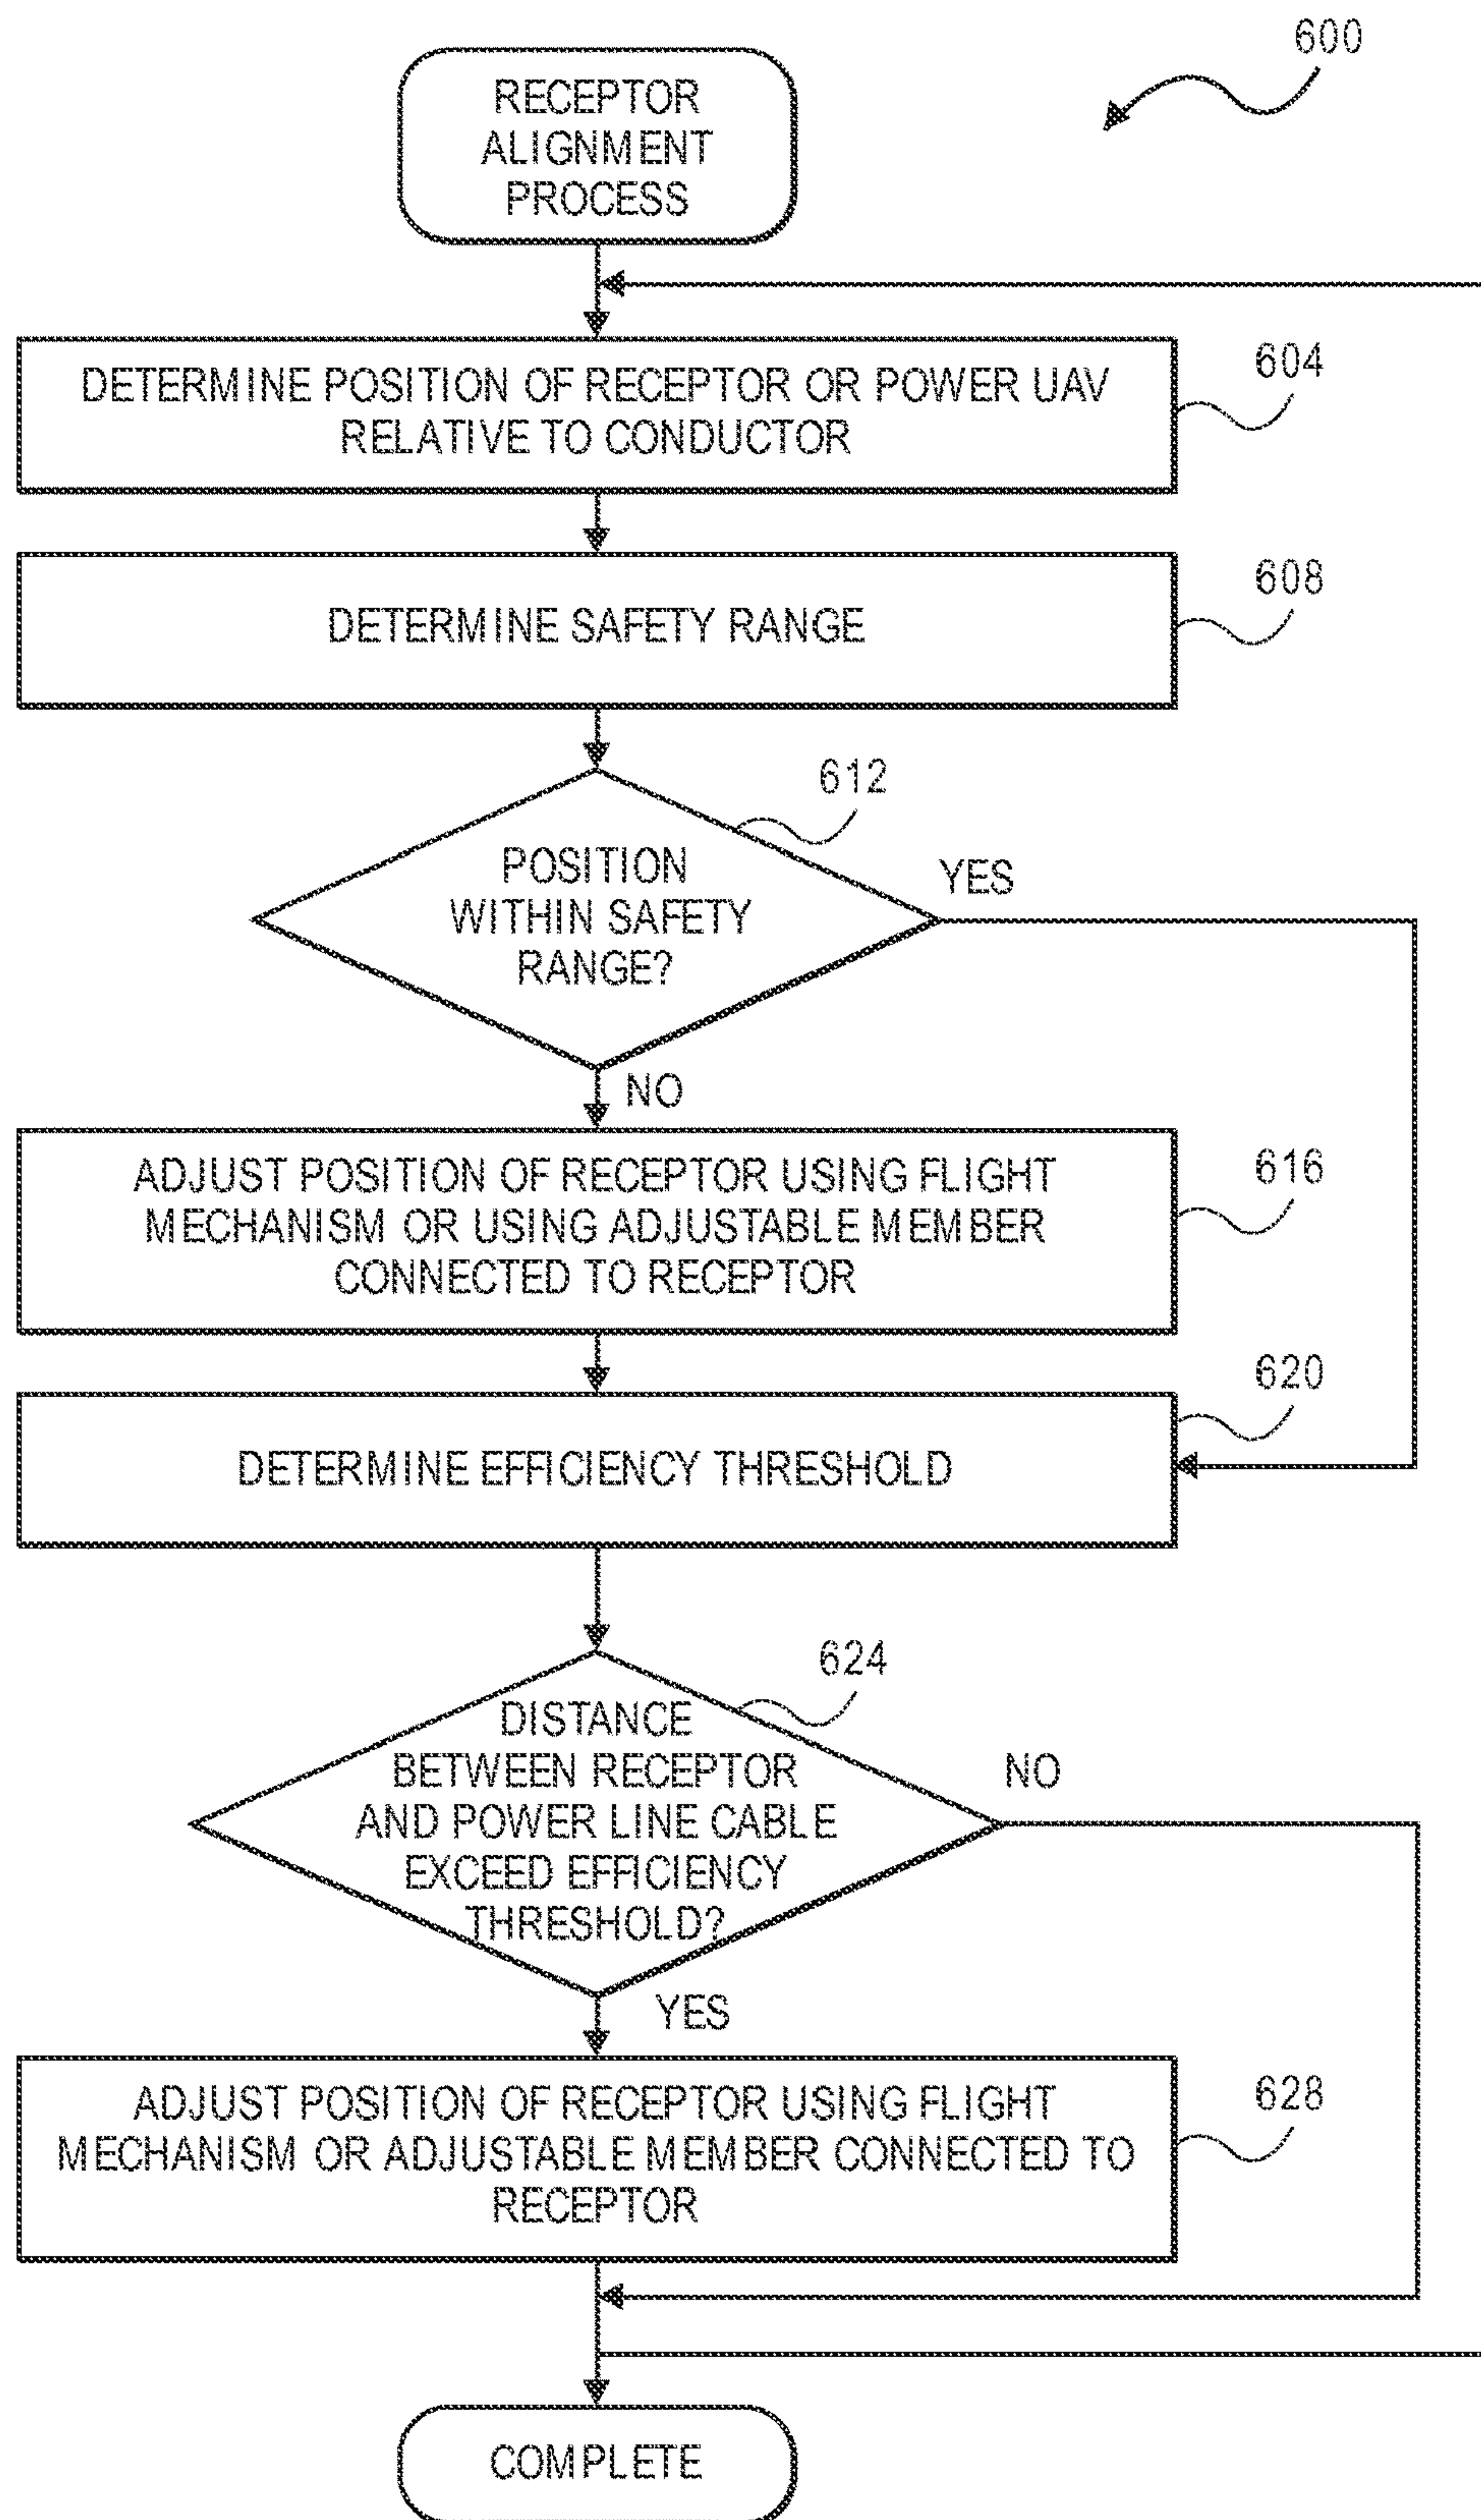 600
RECEPTOR
ALIGNMENT
PROCESS
DETERMINE POSITION OF RECEPTOR OR POWER UAV
RELATIVE TO CONDUCTOR
604
DETERMINE SAFETY RANGE
608
612
POSITION
WITHIN SAFETY
RANGE?
YES
NO
ADJUST POSITION OF RECEPTOR USING FLIGHT
MECHANISM OR USING ADJUSTABLE MEMBER
CONNECTED TO RECEPTOR
616
620
DETERMINE EFFICIENCY THRESHOLD
624
DISTANCE
BETWEEN RECEPTOR
AND POWER LINE CABLE
EXCEED EFFICIENCY
THRESHOLD?
NO
YES
ADJUST POSITION OF RECEPTOR USING FLIGHT
MECHANISM OR ADJUSTABLE MEMBER CONNECTED TO
RECEPTOR
628
COMPLETE